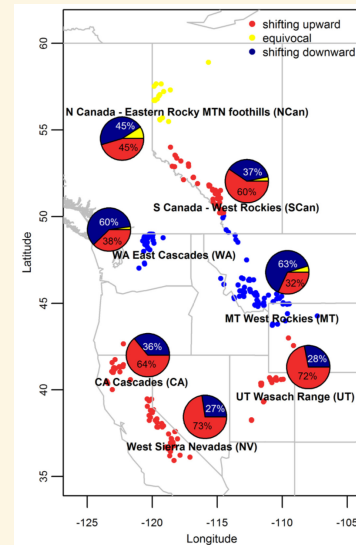 shifting upward
equivocal
shifting downward
60
N Canada - Eastern Rocky MTN foothills (NCan)
45%
45%
55
37%
60%
S Canada - West Rockies (SCan)
50
60%
38%
WA East Cascades (WA)
63%
32%
45
MT West Rockies (MT)
36%
64%
28%
72%
CA Cascades (CA)
UT Wasach Range (UT)
40
27%
73%
West Sierra Nevadas (NV)
35
Latitude
-125
-120
-115
-110
-105
Longitude